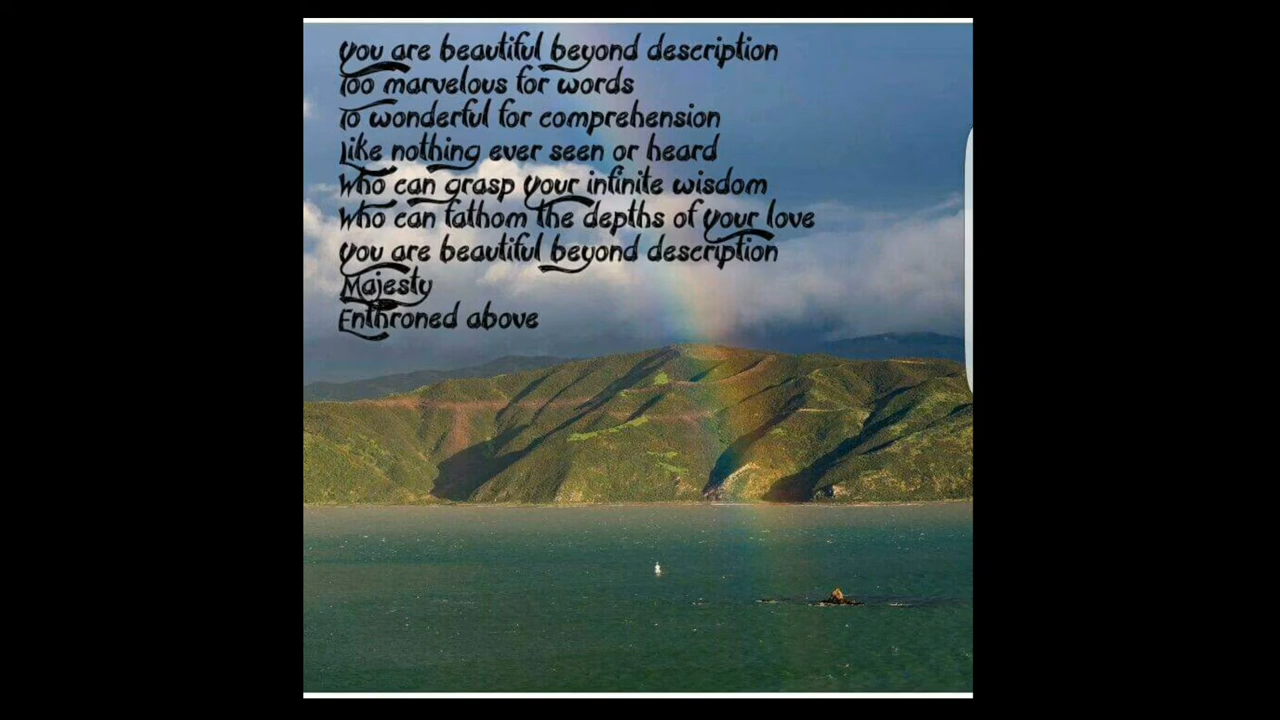 you are beautiful beyond description
Too marvelous for words
To wonderful for comprehension
Like nothing ever seen or heard
Who can grasp your infinite wisdom
Who can fathom the depths of your love
you are beautiful beyond description
Majesty
Enthroned above